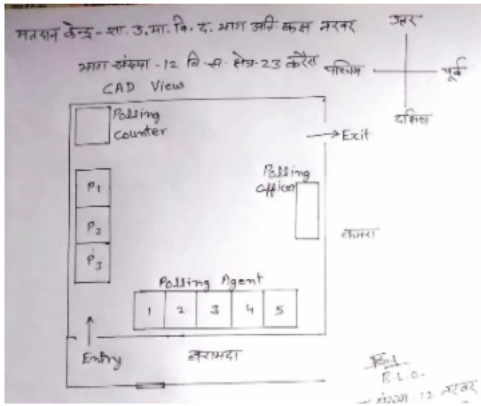 मतदान केन्द्र - शा. उ. मा. वि. द. भाग अति. कक्ष नरवर
भाग संख्या - 12 वि. स. क्षेत्र - 23 करैरा
उत्तर
पश्चिम
पूर्व
दक्षिण
CAD View
Polling Counter
→ Exit
Polling officer
P1
P2
P3
कमरा
Polling Agent
1 2 3 4 5
Entry
बरामदा
B.L.O.
संख्या - 12 नरवर